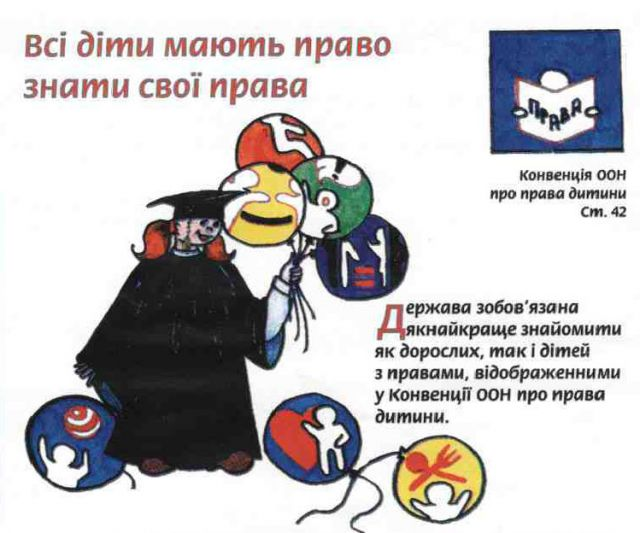 Всі діти мають право
знати свої права
ПРАВА
Конвенція ООН
про права дитини
Ст. 42
Держава зобов'язана
якнайкраще знайомити
як дорослих, так і дітей
з правами, відображенними
у Конвенції ООН про права
дитини.